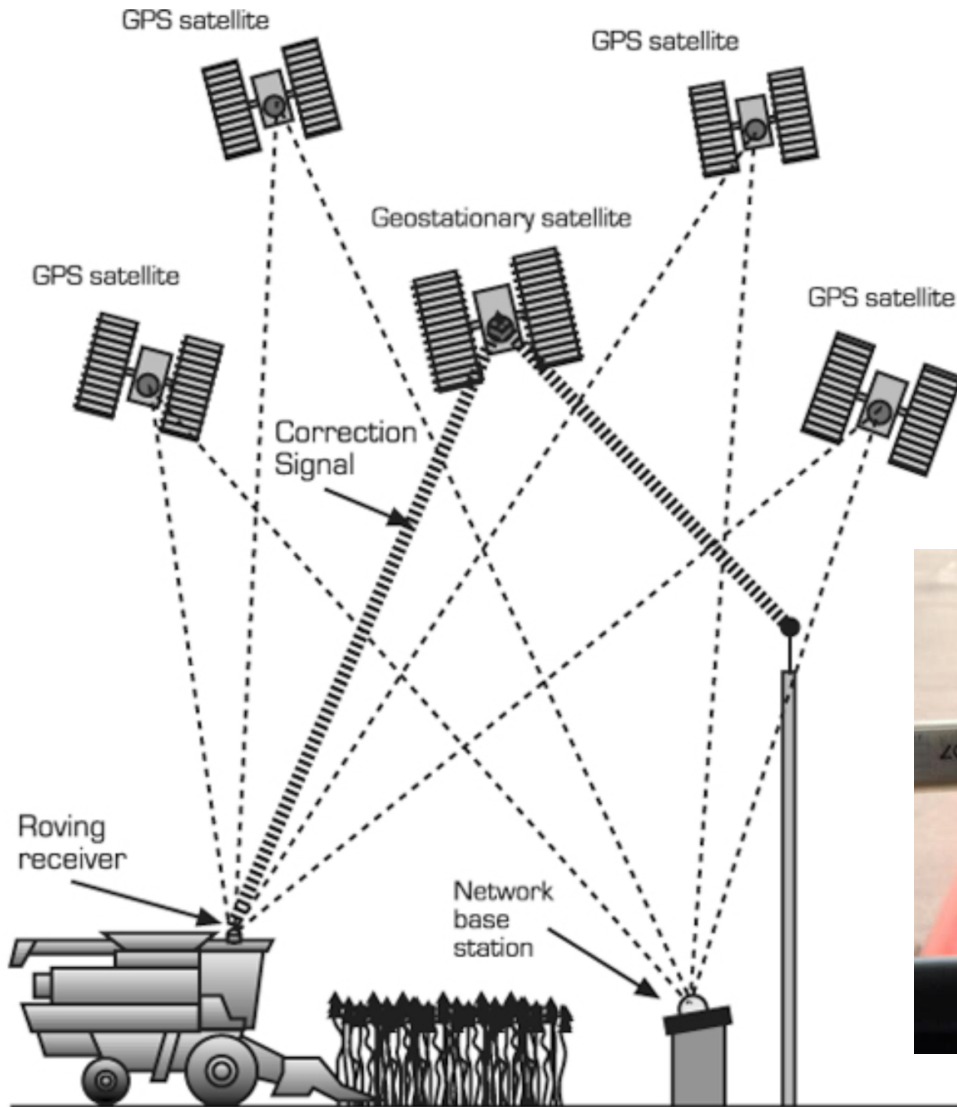 GPS satellite
GPS satellite
Geostationary satellite
GPS satellite
GPS satellite
Correction
Signal
Roving
receiver
Network
base
station